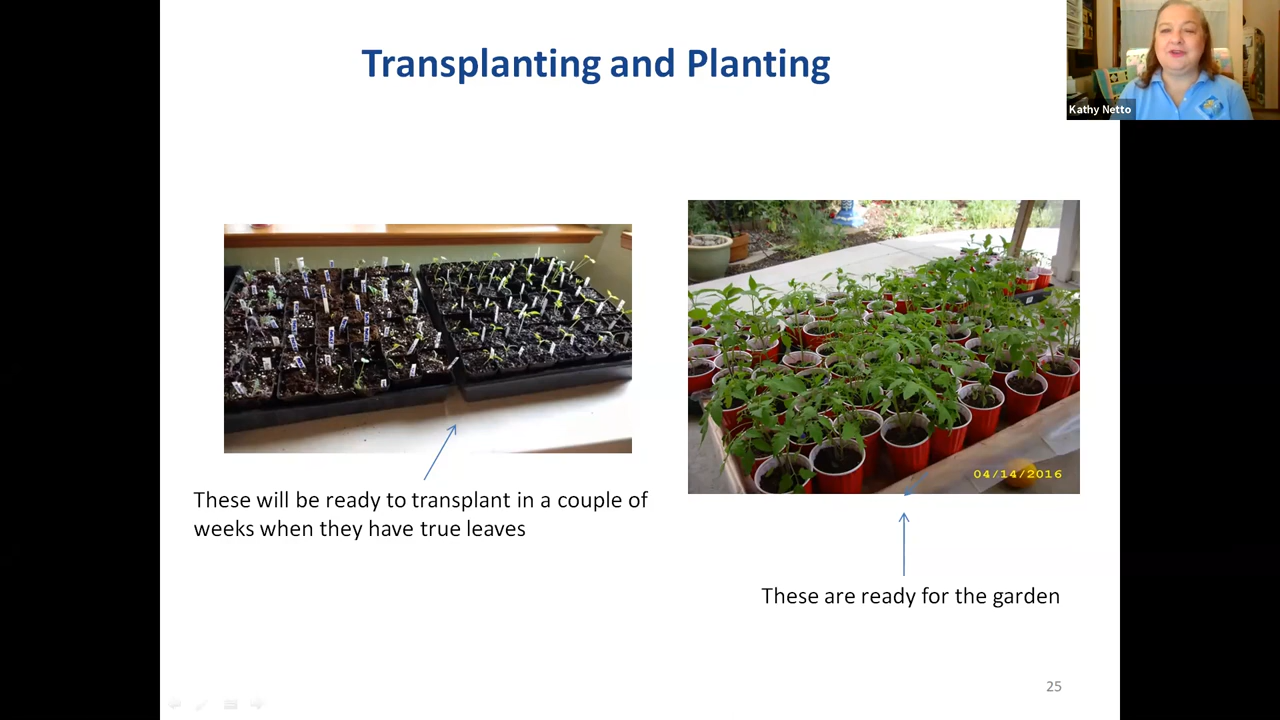 Transplanting and Planting
Kathy Netto
04/14/2016
These will be ready to transplant in a couple of
weeks when they have true leaves
These are ready for the garden
25